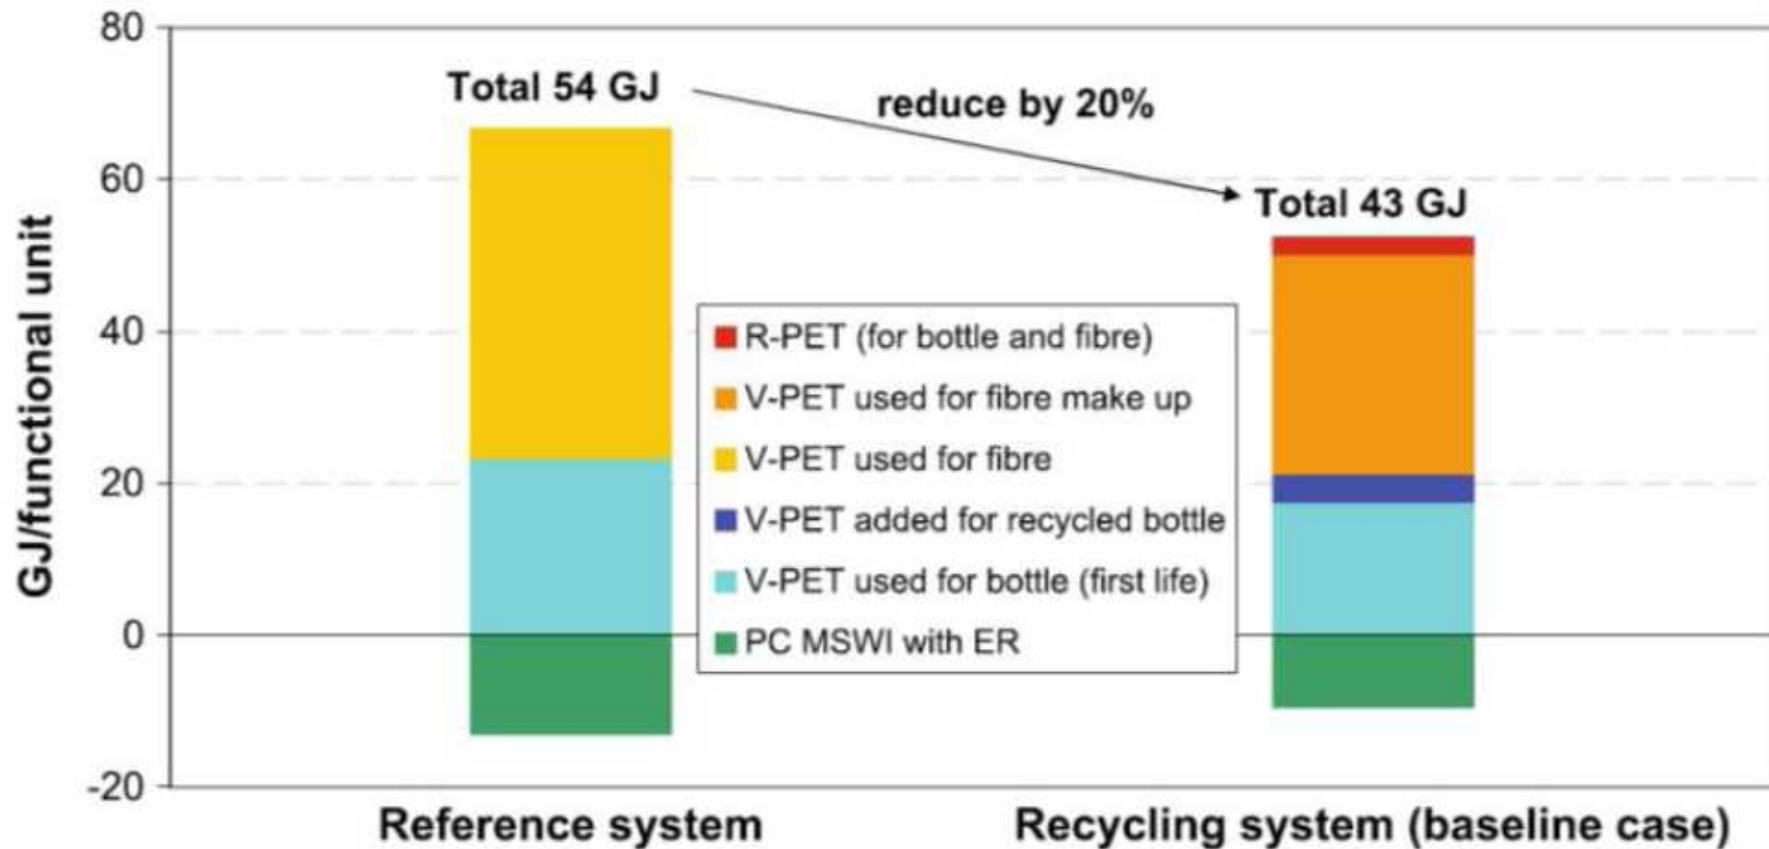 80
Total 54 GJ
reduce by 20%
60
Total 43 GJ
GJ/functional unit
40
R-PET (for bottle and fibre)
V-PET used for fibre make up
V-PET used for fibre
20
V-PET added for recycled bottle
V-PET used for bottle (first life)
0
PC MSWI with ER
-20
Reference system
Recycling system (baseline case)